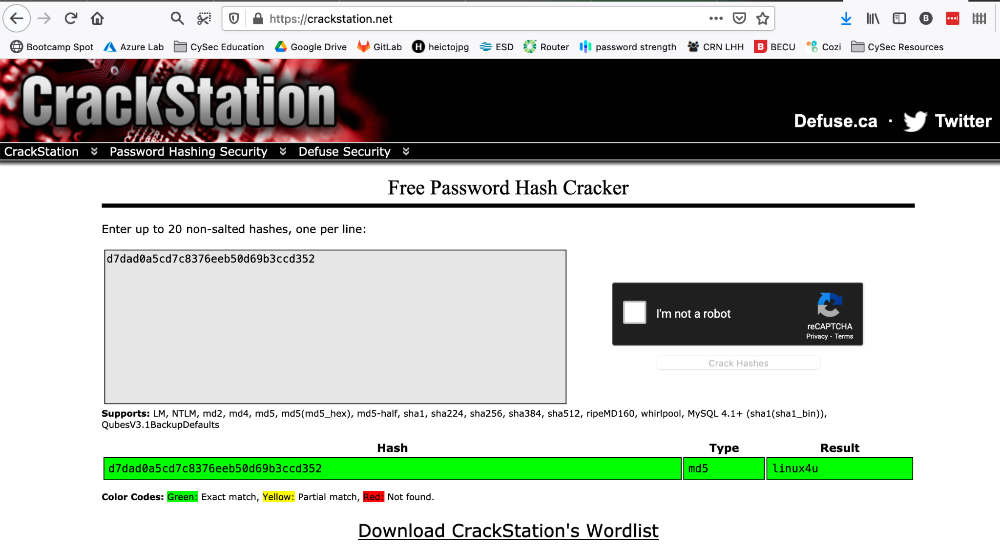 https://crackstation.net
Bootcamp Spot Azure Lab CySec Education Google Drive GitLab H heictojpg ESD Router password strength CRN LHH B BECU Cozi CySec Resources
CrackStation
Defuse.ca · Twitter
CrackStation Password Hashing Security Defuse Security
Free Password Hash Cracker
Enter up to 20 non-salted hashes, one per line:
d7dad0a5cd7c8376eeb50d69b3ccd352
I'm not a robot
reCAPTCHA
Privacy - Terms
Crack Hashes
Supports: LM, NTLM, md2, md4, md5, md5(md5_hex), md5-half, sha1, sha224, sha256, sha384, sha512, ripeMD160, whirlpool, MySQL 4.1+ (sha1(sha1_bin)),
QubesV3.1BackupDefaults
Hash Type Result
d7dad0a5cd7c8376eeb50d69b3ccd352 md5 linux4u
Color Codes: Green: Exact match, Yellow: Partial match, Red: Not found.
Download CrackStation's Wordlist